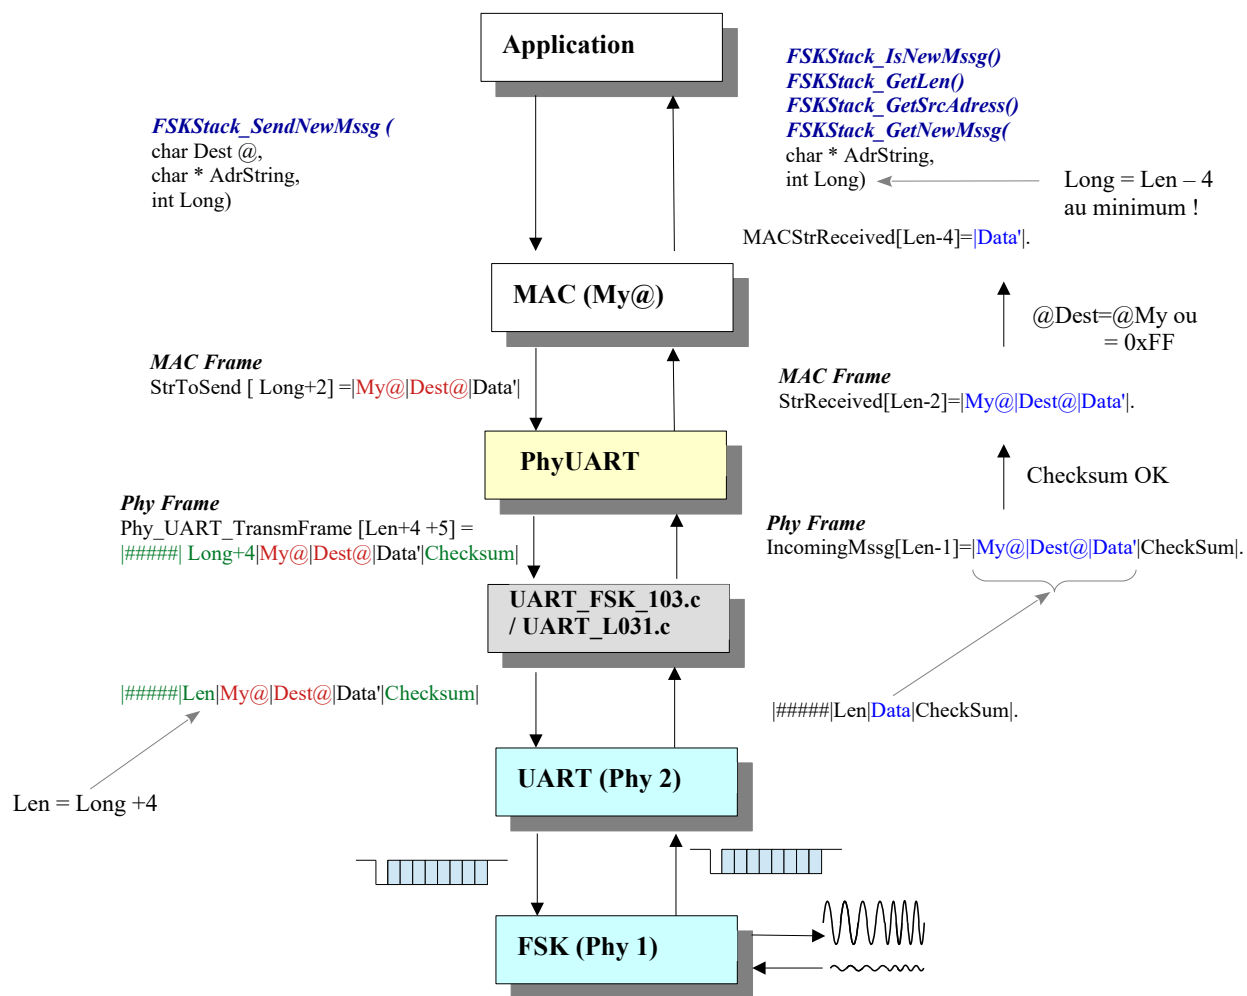 Application
FSKStack_IsNewMssg()
FSKStack_GetLen()
FSKStack_GetSrcAdress()
FSKStack_GetNewMssg(
char * AdrString,
int Long)
Long = Len – 4
au minimum !
FSKStack_SendNewMssg (
char Dest @,
char * AdrString,
int Long)
MACStrReceived[Len-4]=|Data'|.
MAC (My@)
@Dest=@My ou
= 0xFF
MAC Frame
StrToSend [ Long+2] =|My@|Dest@|Data'|
MAC Frame
StrReceived[Len-2]=|My@|Dest@|Data'|.
PhyUART
Checksum OK
Phy Frame
Phy_UART_TransmFrame [Len+4 +5] =
|#####| Long+4|My@|Dest@|Data'|Checksum|
Phy Frame
IncomingMssg[Len-1]=|My@|Dest@|Data'|CheckSum|.
UART_FSK_103.c
/ UART_L031.c
|#####|Len|My@|Dest@|Data'|Checksum|
|#####|Len|Data|CheckSum|.
UART (Phy 2)
Len = Long +4
FSK (Phy 1)